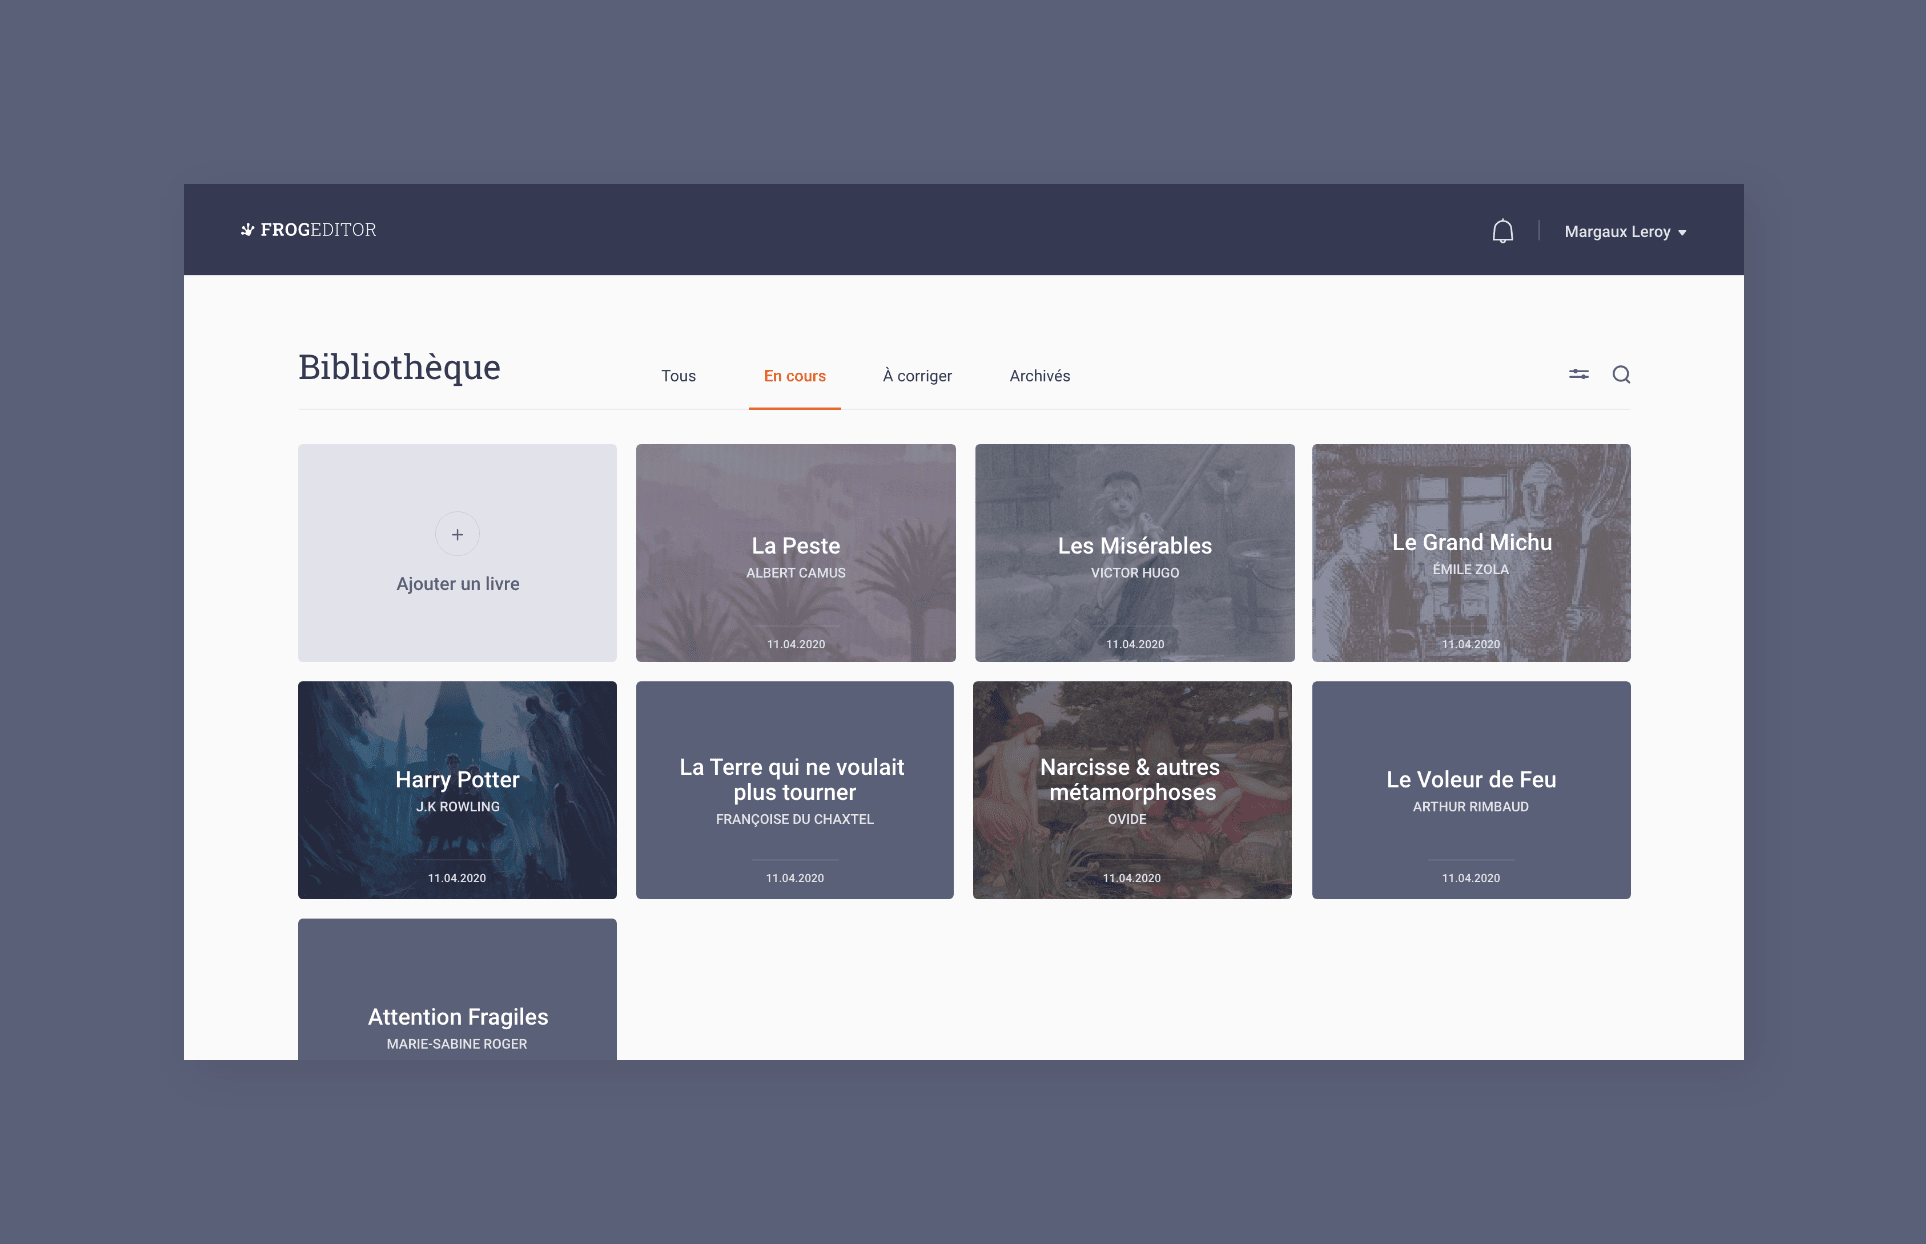 FROGEDITOR
Margaux Leroy
Bibliothèque
Tous
En cours
À corriger
Archivés
Ajouter un livre
La Peste
ALBERT CAMUS
11.04.2020
Les Misérables
VICTOR HUGO
11.04.2020
Le Grand Michu
ÉMILE ZOLA
11.04.2020
Harry Potter
J.K ROWLING
11.04.2020
La Terre qui ne voulait
plus tourner
FRANÇOISE DU CHAXTEL
11.04.2020
Narcisse & autres
métamorphoses
OVIDE
11.04.2020
Le Voleur de Feu
ARTHUR RIMBAUD
11.04.2020
Attention Fragiles
MARIE-SABINE ROGER